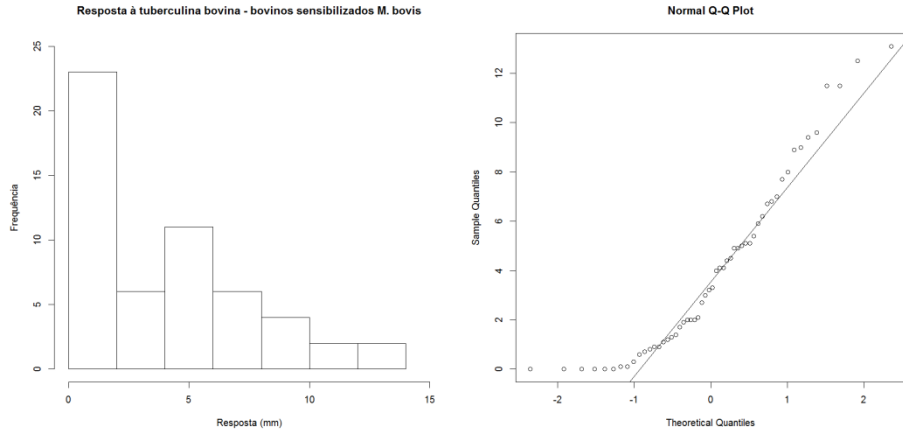 Resposta à tuberculina bovina - bovinos sensibilizados M. bovis
Frequência
25
20
15
10
5
0
0 5 10 15
Resposta (mm)
Normal Q-Q Plot
Sample Quantiles
12
10
8
6
4
2
0
-2 -1 0 1 2
Theoretical Quantiles